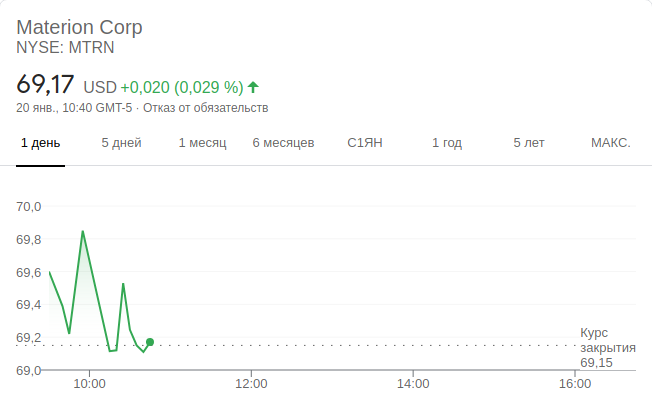 Materion Corp
NYSE: MTRN
69,17 USD +0,020 (0,029 %)
20 янв., 10:40 GMT-5 · Отказ от обязательств
1 день 5 дней 1 месяц 6 месяцев С1ЯН 1 год 5 лет МАКС.
70,0
69,8
69,6
69,4
69,2
69,0
Курс
закрытия
69,15
10:00 12:00 14:00 16:00